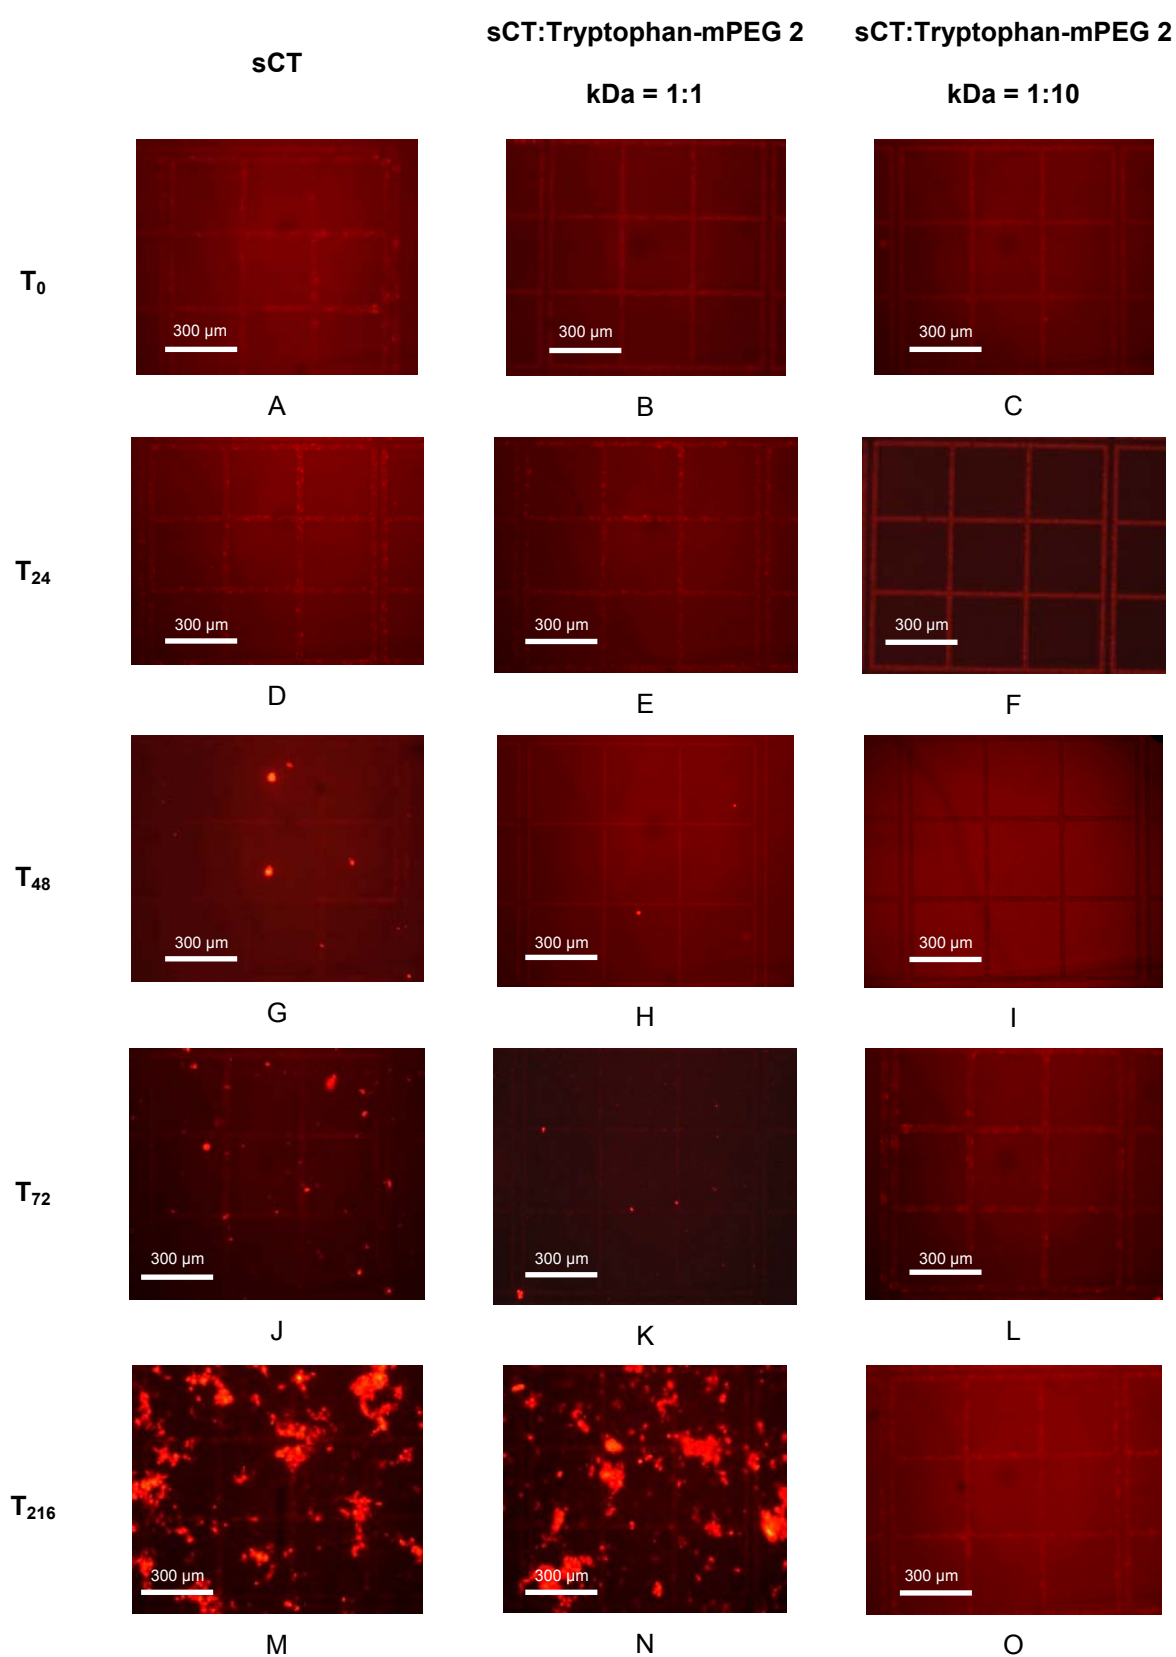 sCT
sCT:Tryptophan-mPEG 2
kDa = 1:1
sCT:Tryptophan-mPEG 2
kDa = 1:10
T₀
300 µm
300 µm
300 µm
A
B
C
T₂₄
300 µm
300 µm
300 µm
D
E
F
T₄₈
300 µm
300 µm
300 µm
G
H
I
T₇₂
300 µm
300 µm
300 µm
J
K
L
T₂₁₆
300 µm
300 µm
300 µm
M
N
O